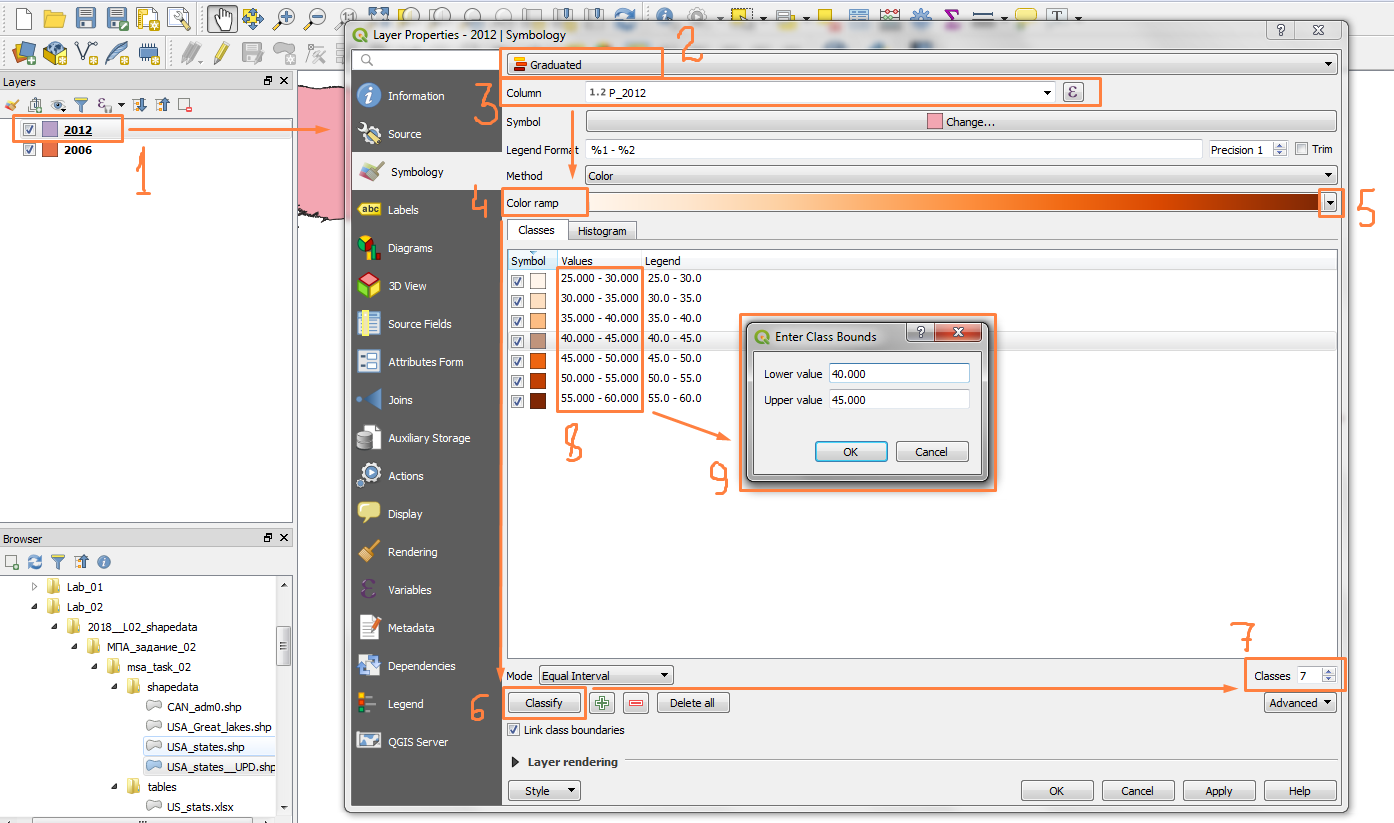 Layer Properties - 2012 | Symbology
2
Graduated
Layers
Information
3
Column 1.2 P_2012 ε
2012
Source
Symbol Change...
2006
1
Legend Format %1 - %2 Precision 1 Trim
Symbology
Method Color
4
Color ramp
5
abc Labels
Classes Histogram
Diagrams
Symbol Values Legend
25.000 - 30.000 25.0 - 30.0
3D View
30.000 - 35.000 30.0 - 35.0
Source Fields
35.000 - 40.000 35.0 - 40.0
Enter Class Bounds
40.000 - 45.000 40.0 - 45.0
Attributes Form
45.000 - 50.000 45.0 - 50.0
Lower value 40.000
50.000 - 55.000 50.0 - 55.0
Joins
55.000 - 60.000 55.0 - 60.0
Upper value 45.000
Auxiliary Storage
8
OK Cancel
9
Actions
Display
Browser
Rendering
Lab_01
Variables
Lab_02
2018__L02_shapedata
Metadata
7
МПА_задание_02
msa_task_02
Dependencies
Mode Equal Interval Classes 7
shapedata
6
CAN_adm0.shp
Legend
Classify Delete all Advanced
USA_Great_lakes.shp
Link class boundaries
USA_states.shp
QGIS Server
USA_states__UPD.shp
Layer rendering
tables
Style OK Cancel Apply Help
US_stats.xlsx